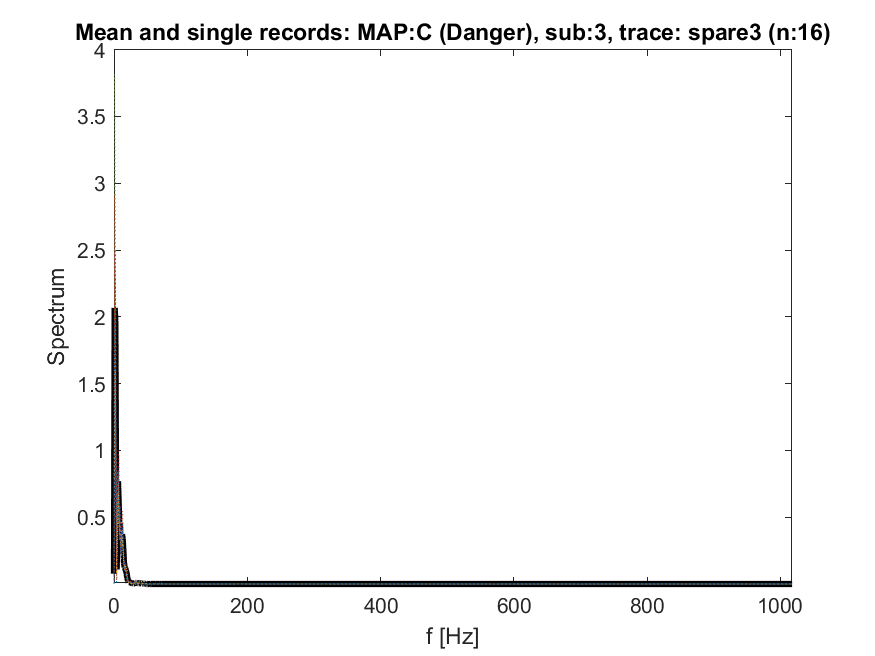 Mean and single records: MAP:C (Danger), sub:3, trace: spare3 (n:16)
4
3.5
3
2.5
2
1.5
1
0.5
Spectrum
0 200 400 600 800 1000
f [Hz]